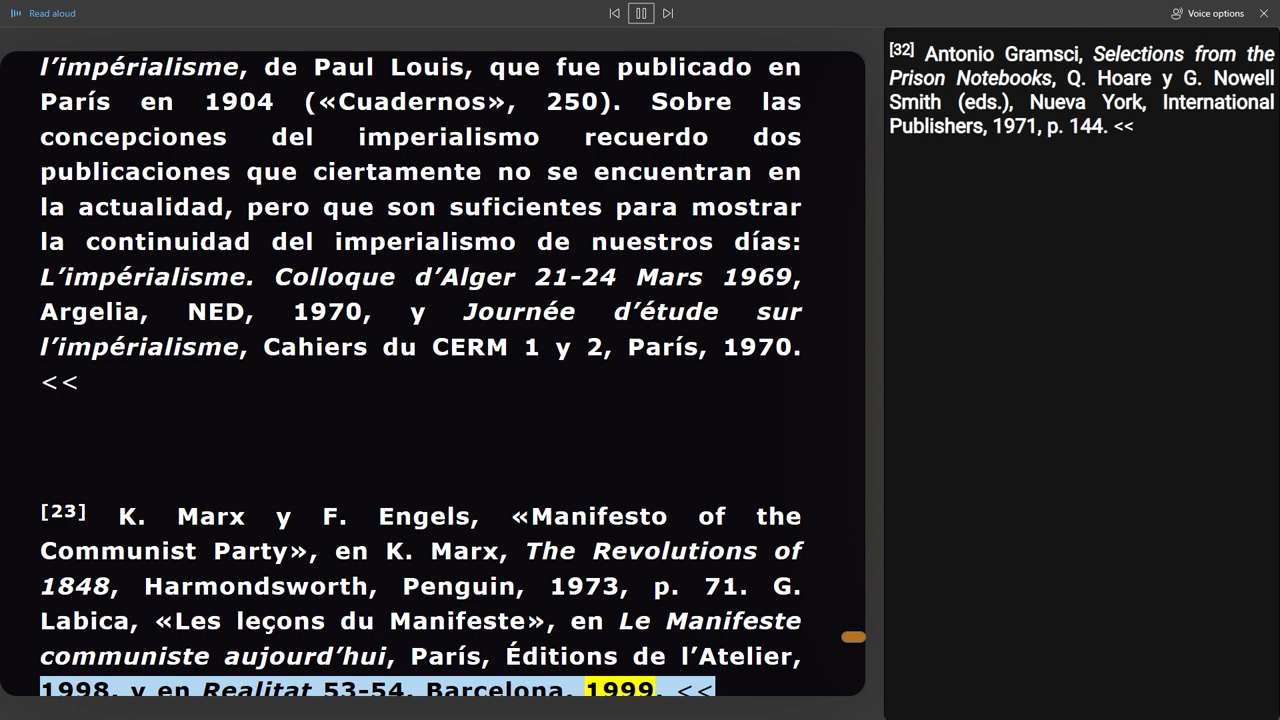 Read aloud
Voice options
l’impérialisme, de Paul Louis, que fue publicado en
París en 1904 («Cuadernos», 250). Sobre las
concepciones del imperialismo recuerdo dos
publicaciones que ciertamente no se encuentran en
la actualidad, pero que son suficientes para mostrar
la continuidad del imperialismo de nuestros días:
L’impérialisme. Colloque d’Alger 21-24 Mars 1969,
Argelia, NED, 1970, y Journée d’étude sur
l’impérialisme, Cahiers du CERM 1 y 2, París, 1970.
<<
[23] K. Marx y F. Engels, «Manifesto of the
Communist Party», en K. Marx, The Revolutions of
1848, Harmondsworth, Penguin, 1973, p. 71. G.
Labica, «Les leçons du Manifeste», en Le Manifeste
communiste aujourd’hui, París, Éditions de l’Atelier,
1998, y en Realitat 53-54, Barcelona, 1999. <<
[32] Antonio Gramsci, Selections from the
Prison Notebooks, Q. Hoare y G. Nowell
Smith (eds.), Nueva York, International
Publishers, 1971, p. 144. <<